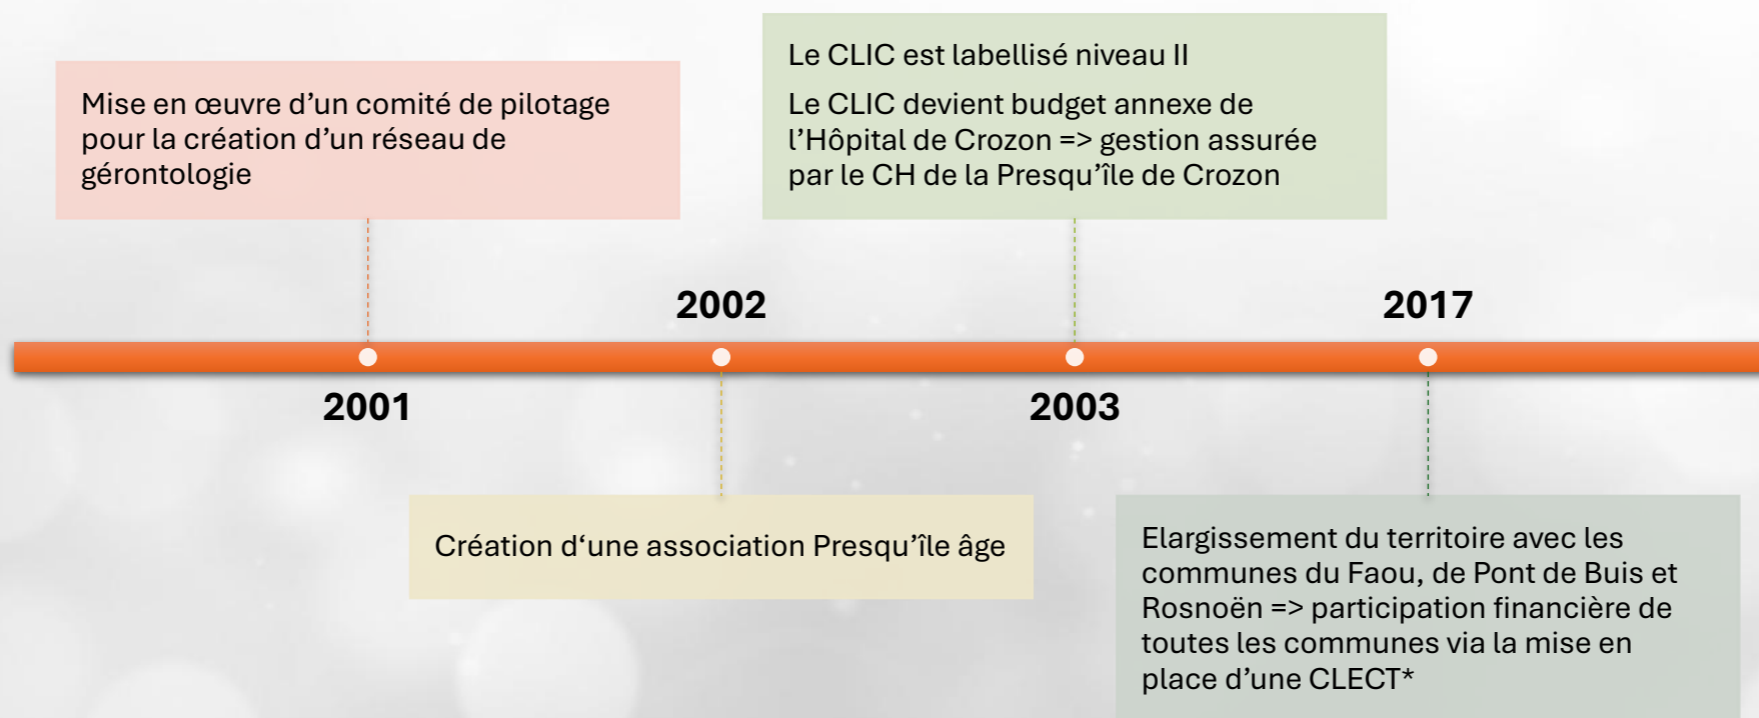 Mise en œuvre d’un comité de pilotage
pour la création d’un réseau de
gérontologie
2001
2002
Création d‘une association Presqu’île âge
Le CLIC est labellisé niveau II
Le CLIC devient budget annexe de
l’Hôpital de Crozon => gestion assurée
par le CH de la Presqu’île de Crozon
2003
2017
Elargissement du territoire avec les
communes du Faou, de Pont de Buis et
Rosnoën => participation financière de
toutes les communes via la mise en
place d’une CLECT*